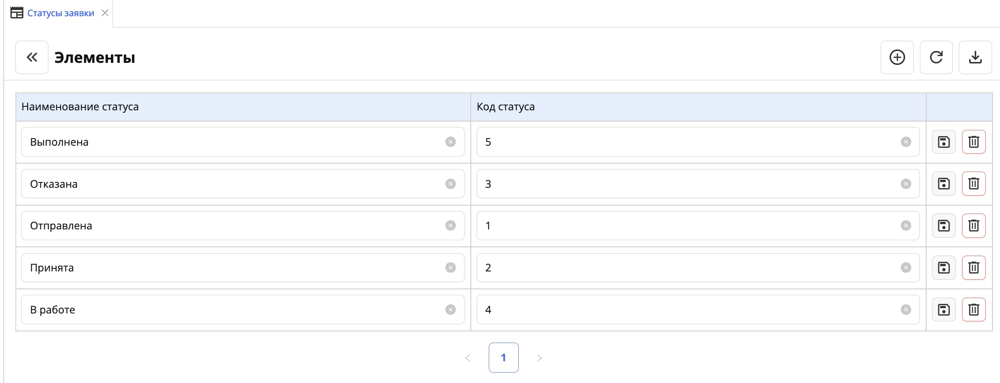 Статусы заявки
Элементы
Наименование статуса Код статуса
Выполнена 5
Отказана 3
Отправлена 1
Принята 2
В работе 4
1